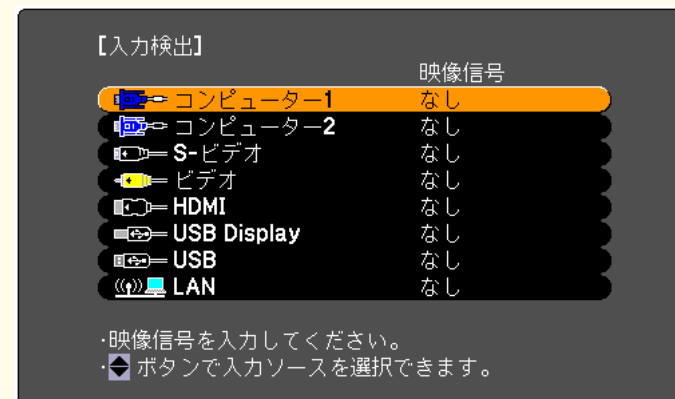 【入力検出】
映像信号
コンピューター1 なし
コンピューター2 なし
S-ビデオ なし
ビデオ なし
HDMI なし
USB Display なし
USB なし
LAN なし
・映像信号を入力してください。
・ ボタンで入力ソースを選択できます。